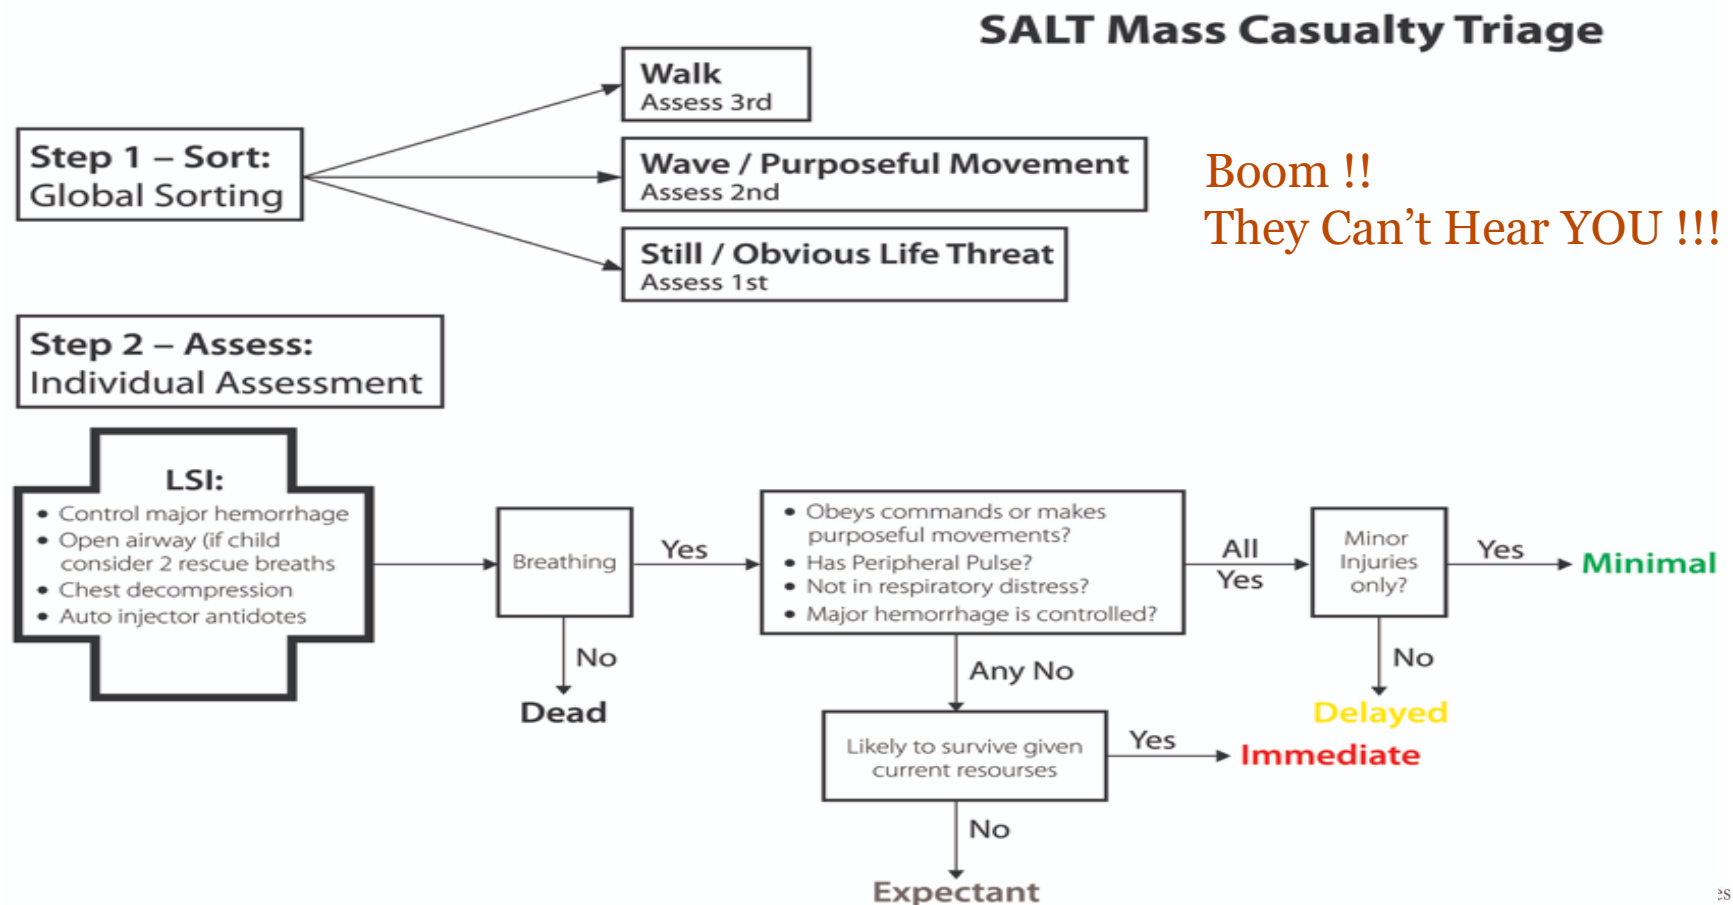 SALT Mass Casualty Triage
Walk
Assess 3rd
Step 1 – Sort:
Global Sorting
Wave / Purposeful Movement
Assess 2nd
Still / Obvious Life Threat
Assess 1st
Boom !!
They Can’t Hear YOU !!!
Step 2 – Assess:
Individual Assessment
LSI:
• Control major hemorrhage
• Open airway (if child
consider 2 rescue breaths
• Chest decompression
• Auto injector antidotes
Breathing
Yes
No
Dead
• Obeys commands or makes
purposeful movements?
• Has Peripheral Pulse?
• Not in respiratory distress?
• Major hemorrhage is controlled?
All
Yes
Minor
Injuries
only?
Yes
Minimal
No
Delayed
Any No
Likely to survive given
current resourses
Yes
Immediate
No
Expectant